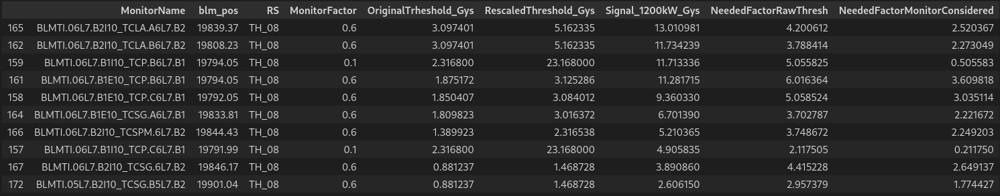 MonitorName blm_pos RS MonitorFactor OriginalTrheshold_Gys RescaledThreshold_Gys Signal_1200kW_Gys NeededFactorRawThresh NeededFactorMonitorConsidered
165 BLMTI.06L7.B2I10_TCLA.A6L7.B2 19839.37 TH_08 0.6 3.097401 5.162335 13.010981 4.200612 2.520367
162 BLMTI.06L7.B2I10_TCLA.B6L7.B2 19808.23 TH_08 0.6 3.097401 5.162335 11.734239 3.788414 2.273049
159 BLMTI.06L7.B1I10_TCP.B6L7.B1 19794.05 TH_08 0.1 2.316800 23.168000 11.713336 5.055825 0.505583
161 BLMTI.06L7.B1E10_TCP.B6L7.B1 19794.05 TH_08 0.6 1.875172 3.125286 11.281715 6.016364 3.609818
158 BLMTI.06L7.B1E10_TCP.C6L7.B1 19792.05 TH_08 0.6 1.850407 3.084012 9.360330 5.058524 3.035114
164 BLMTI.06L7.B1E10_TCSG.A6L7.B1 19833.81 TH_08 0.6 1.809823 3.016372 6.701390 3.702787 2.221672
166 BLMTI.06L7.B2I10_TCSPM.6L7.B2 19844.43 TH_08 0.6 1.389923 2.316538 5.210365 3.748672 2.249203
157 BLMTI.06L7.B1I10_TCP.C6L7.B1 19791.99 TH_08 0.1 2.316800 23.168000 4.905835 2.117505 0.211750
167 BLMTI.06L7.B2I10_TCSG.6L7.B2 19846.17 TH_08 0.6 0.881237 1.468728 3.890860 4.415228 2.649137
172 BLMTI.05L7.B2I10_TCSG.B5L7.B2 19901.04 TH_08 0.6 0.881237 1.468728 2.606150 2.957379 1.774427